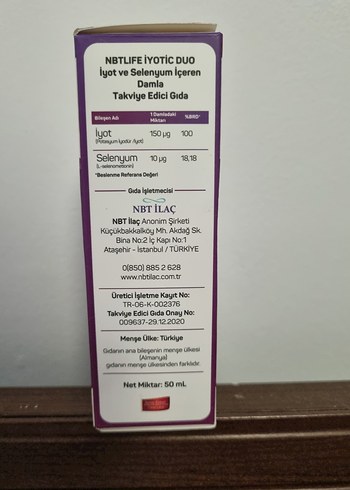 NBTLIFE İYOTİC DUO
İyot ve Selenyum İçeren
Damla
Takviye Edici Gıda
Bileşen Adı 1 Damladaki Miktarı %BRD*
İyot 150 µg 100
(Potasyum İyodür, İyot)
Selenyum 10 µg 18,18
(L-selenometionin)
*Beslenme Referans Değeri
Gıda İşletmecisi
NBT İLAÇ
NBT İlaç Anonim Şirketi
Küçükbakkalköy Mh. Akdağ Sk.
Bina No:2 İç Kapı No:1
Ataşehir – İstanbul / TÜRKİYE
0(850) 885 2 628
www.nbtilac.com.tr
Üretici İşletme Kayıt No:
TR-06-K-002376
Takviye Edici Gıda Onay No:
009637-29.12.2020
Menşe Ülke: Türkiye
Gıdanın ana bileşenin menşe ülkesi
(Almanya)
gıdanın menşe ülkesinden farklıdır.
Net Miktar: 50 mL